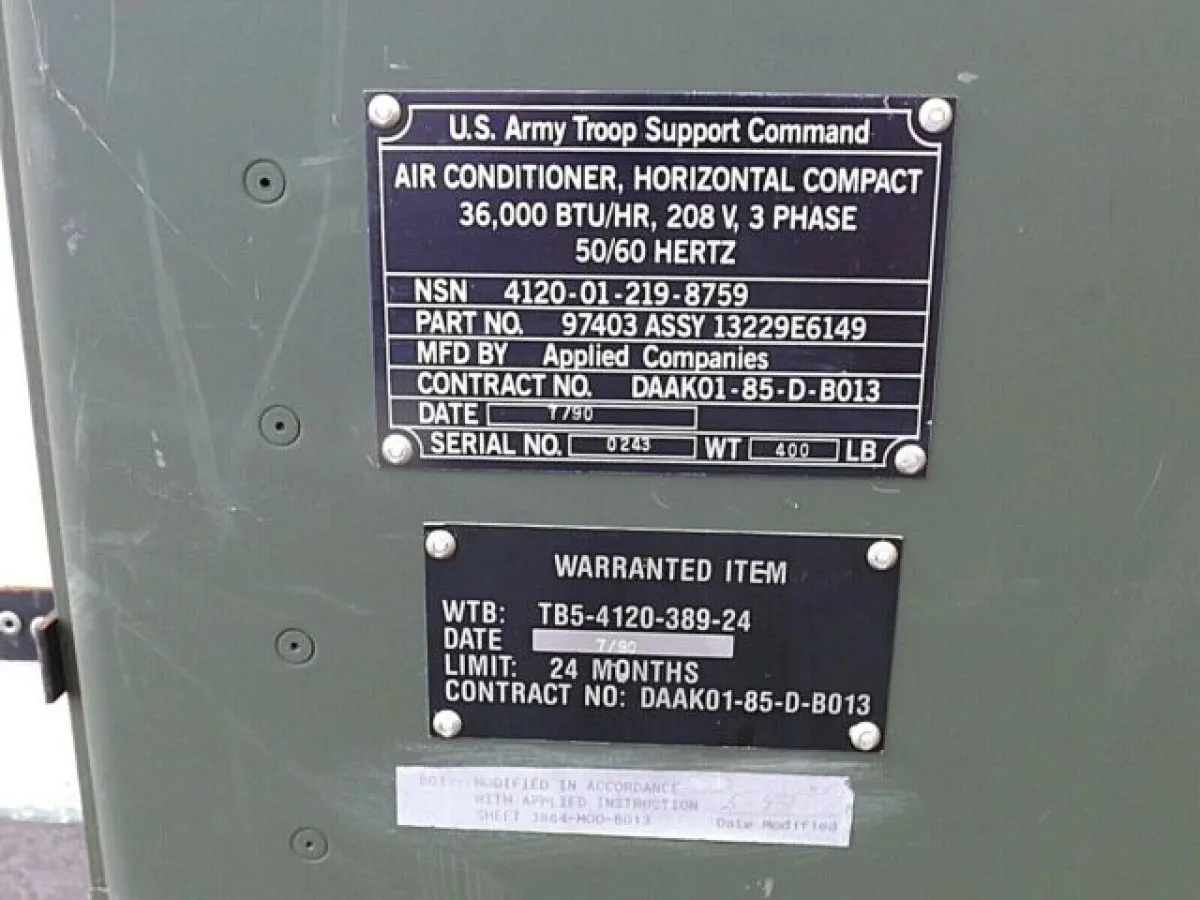 U.S. Army Troop Support Command
AIR CONDITIONER, HORIZONTAL COMPACT
36,000 BTU/HR, 208 V, 3 PHASE
50/60 HERTZ
NSN 4120-01-219-8759
PART NO. 97403 ASSY 13229E6149
MFD BY Applied Companies
CONTRACT NO. DAAK01-85-D-B013
DATE 7/90
SERIAL NO. 0243 WT 400 LB
WARRANTED ITEM
WTB: TB5-4120-389-24
DATE 7/90
LIMIT: 24 MONTHS
CONTRACT NO: DAAK01-85-D-B013
MODIFIED IN ACCORDANCE
WITH APPLIED INSTRUCTION
SHEET 3864-MOD-B013
Date Modified